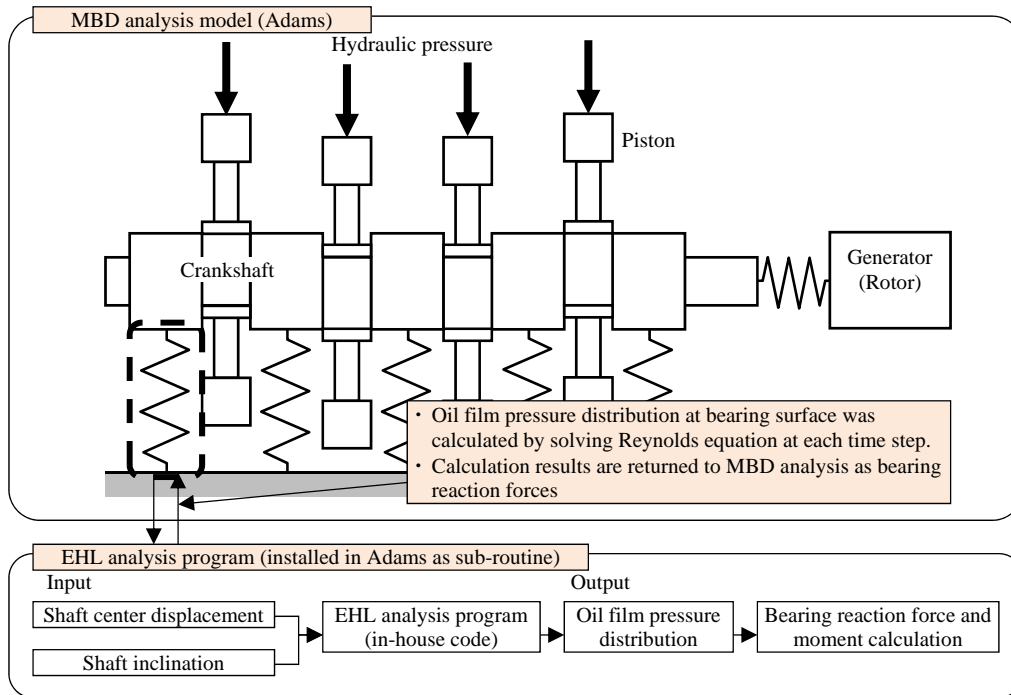 MBD analysis model (Adams)
Hydraulic pressure
Piston
Crankshaft
Generator
(Rotor)
・ Oil film pressure distribution at bearing surface was
calculated by solving Reynolds equation at each time step.
・ Calculation results are returned to MBD analysis as bearing
reaction forces
EHL analysis program (installed in Adams as sub-routine)
Input
Output
Shaft center displacement
Shaft inclination
EHL analysis program
(in-house code)
Oil film pressure
distribution
Bearing reaction force and
moment calculation